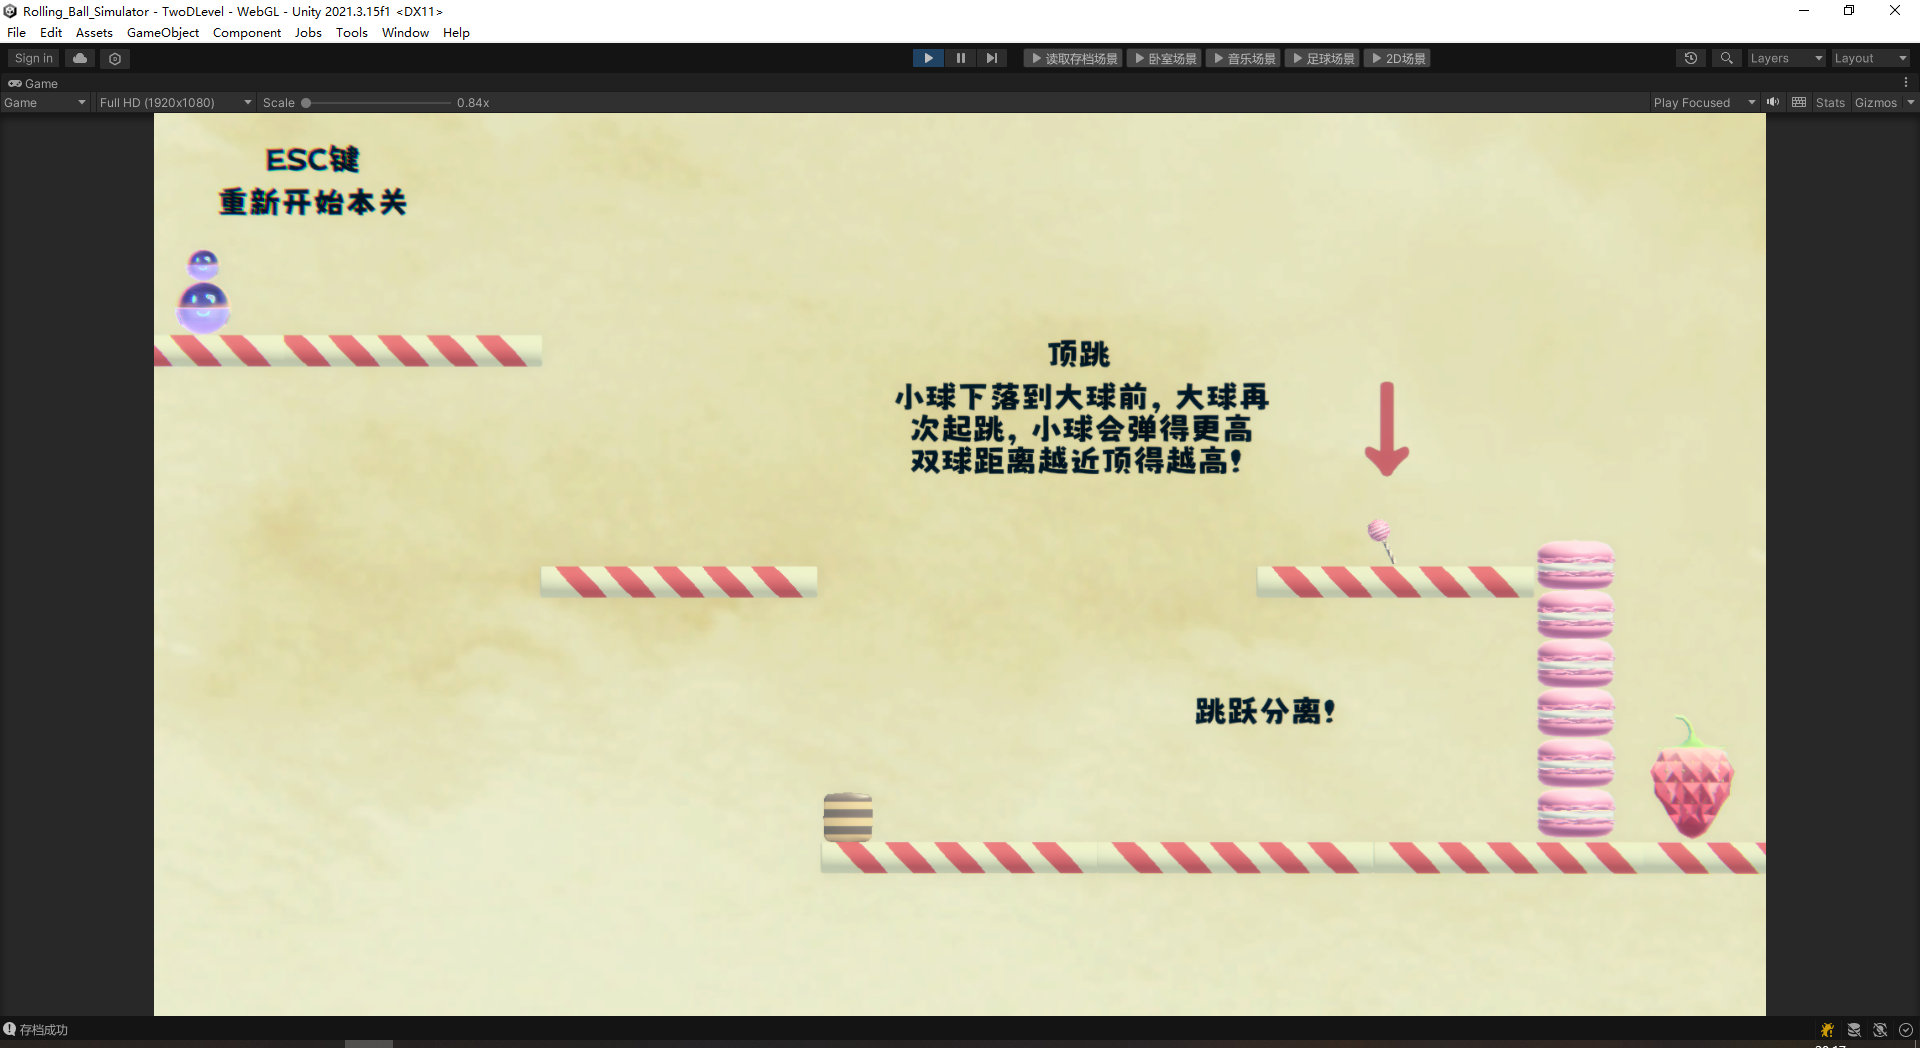 Rolling_Ball_Simulator - TwoDLevel - WebGL - Unity 2021.3.15f1 <DX11>
File Edit Assets GameObject Component Jobs Tools Window Help
Sign in
读取存档场景 卧室场景 音乐场景 足球场景 2D场景
Layers Layout
Game
Game Full HD (1920x1080) Scale 0.84x Play Focused Stats Gizmos
ESC键
重新开始本关
顶跳
小球下落到大球前，大球再
次起跳，小球会弹得更高
双球距离越近顶得越高！
跳跃分离！
存档成功